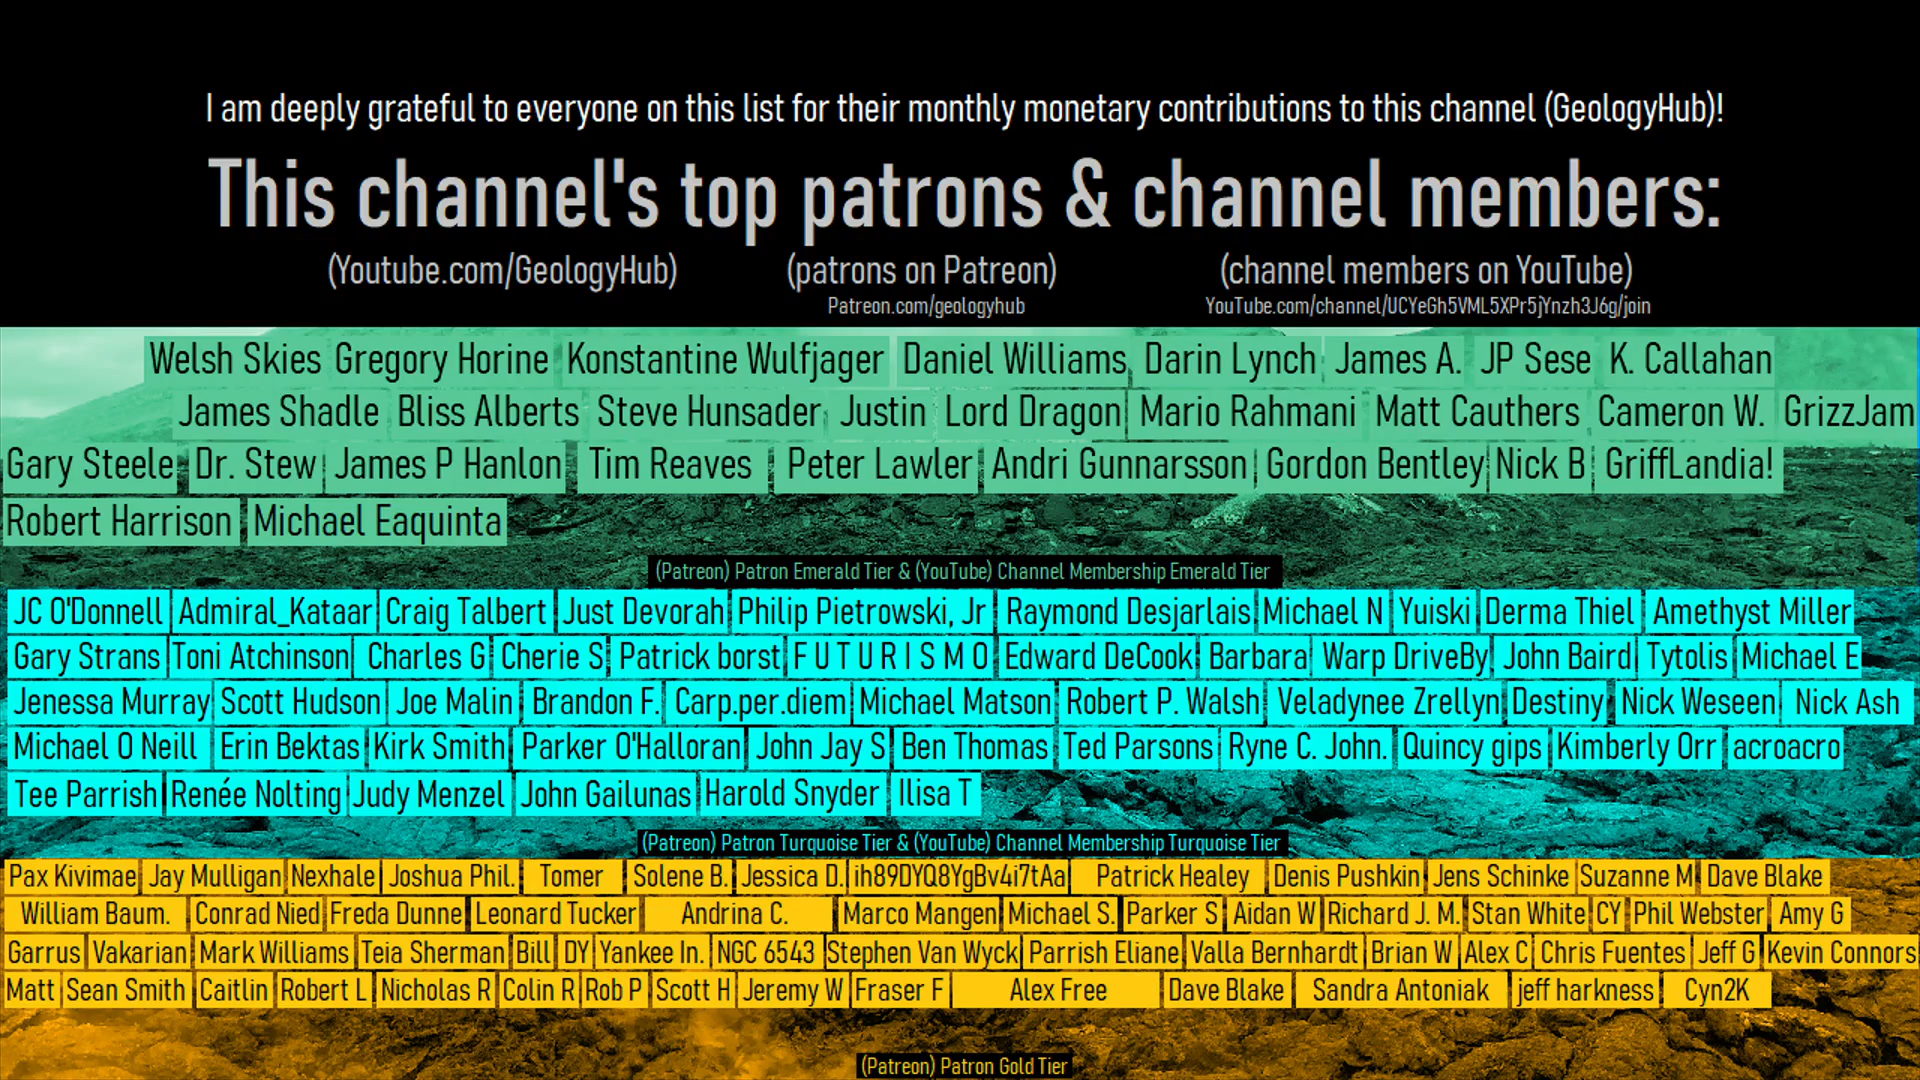 I am deeply grateful to everyone on this list for their monthly monetary contributions to this channel (GeologyHub)!
This channel's top patrons & channel members:
(Youtube.com/GeologyHub) (patrons on Patreon) (channel members on YouTube)
Patreon.com/geologyhub YouTube.com/channel/UCYeGh5VML5XPr5jYnzh3J6g/join
Welsh Skies Gregory Horine Konstantine Wulfjager Daniel Williams Darin Lynch James A. JP Sese K. Callahan
James Shadle Bliss Alberts Steve Hunsader Justin Lord Dragon Mario Rahmani Matt Cauthers Cameron W. GrizzJam
Gary Steele Dr. Stew James P Hanlon Tim Reaves Peter Lawler Andri Gunnarsson Gordon Bentley Nick B GriffLandia!
Robert Harrison Michael Eaquinta
(Patreon) Patron Emerald Tier & (YouTube) Channel Membership Emerald Tier
JC O'Donnell Admiral_Kataar Craig Talbert Just Devorah Philip Pietrowski, Jr Raymond Desjarlais Michael N Yuiski Derma Thiel Amethyst Miller
Gary Strans Toni Atchinson Charles G Cherie S Patrick borst F U T U R I S M O Edward DeCook Barbara Warp DriveBy John Baird Tytolis Michael E
Jenessa Murray Scott Hudson Joe Malin Brandon F. Carp.per.diem Michael Matson Robert P. Walsh Veladynee Zrellyn Destiny Nick Weseen Nick Ash
Michael O Neill Erin Bektas Kirk Smith Parker O'Halloran John Jay S Ben Thomas Ted Parsons Ryne C. John. Quincy gips Kimberly Orr acroacro
Tee Parrish Renée Nolting Judy Menzel John Gailunas Harold Snyder Ilisa T
(Patreon) Patron Turquoise Tier & (YouTube) Channel Membership Turquoise Tier
Pax Kivimae Jay Mulligan Nexhale Joshua Phil. Tomer Solene B. Jessica D. ih89DYQ8YgBv4i7tAa Patrick Healey Denis Pushkin Jens Schinke Suzanne M Dave Blake
William Baum. Conrad Nied Freda Dunne Leonard Tucker Andrina C. Marco Mangen Michael S. Parker S Aidan W Richard J. M. Stan White CY Phil Webster Amy G
Garrus Vakarian Mark Williams Teia Sherman Bill DY Yankee In. NGC 6543 Stephen Van Wyck Parrish Eliane Valla Bernhardt Brian W Alex C Chris Fuentes Jeff G Kevin Connors
Matt Sean Smith Caitlin Robert L Nicholas R Colin R Rob P Scott H Jeremy W Fraser F Alex Free Dave Blake Sandra Antoniak jeff harkness Cyn2K
(Patreon) Patron Gold Tier